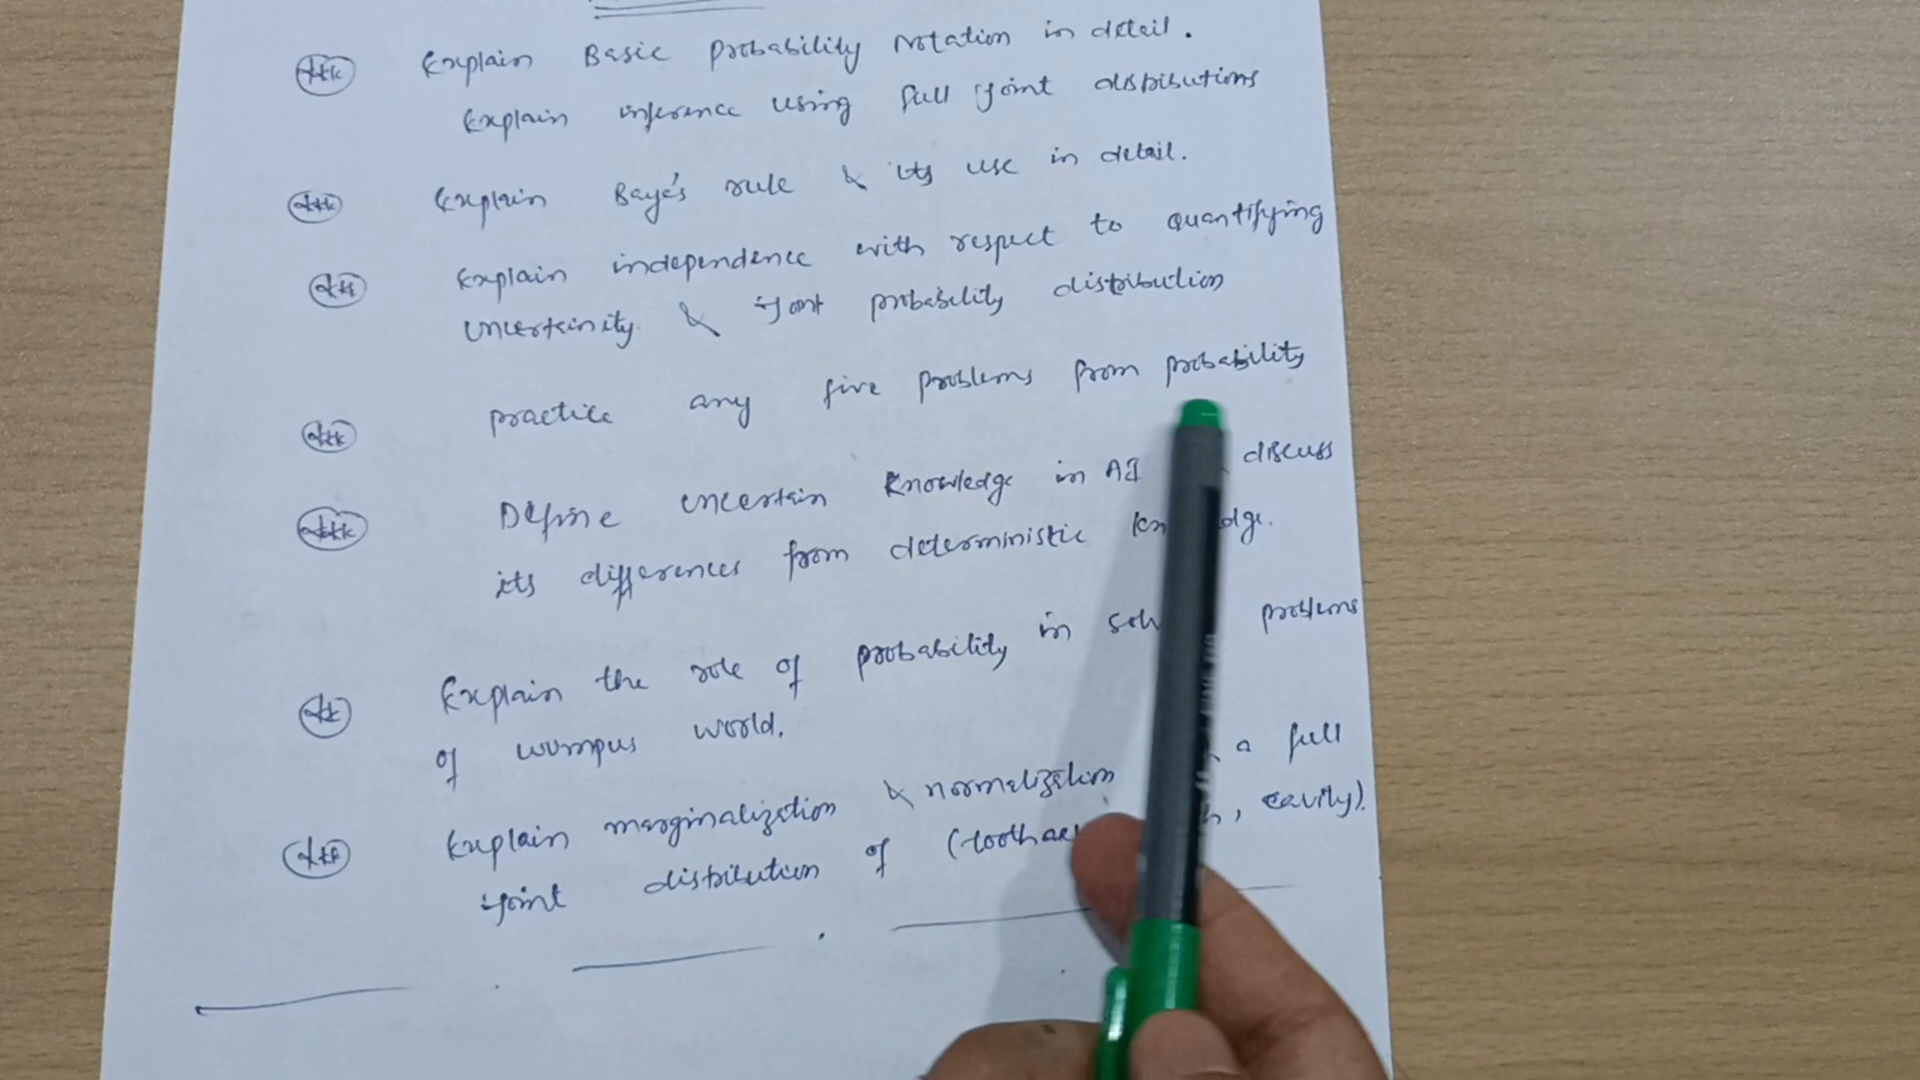 Explain Basic Probability Notation in detail.
Explain inference using full joint distributions
Explain Baye's rule & its use in detail.
Explain independence with respect to quantifying
uncertainity & joint probability distribution
practice any five problems from probability
Define uncertain knowledge in AI discuss
its differences from deterministic
Explain the role of probability in problems
of wumpus world.
Explain marginalization & normalization a full
joint distribution of cavity).